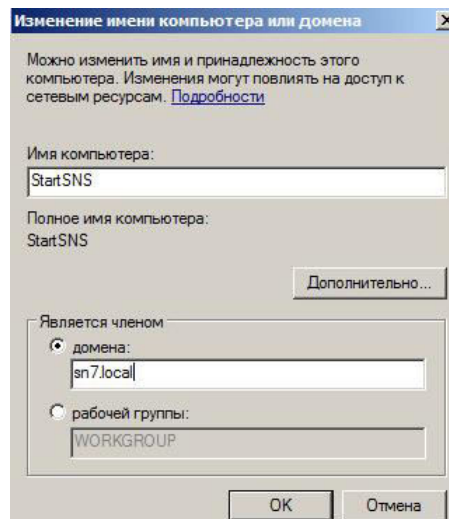 Изменение имени компьютера или домена
Можно изменить имя и принадлежность этого
компьютера. Изменения могут повлиять на доступ к
сетевым ресурсам. Подробности
Имя компьютера:
StartSNS
Полное имя компьютера:
StartSNS
Дополнительно...
Является членом
домена:
sn7.local
рабочей группы:
WORKGROUP
OK Отмена